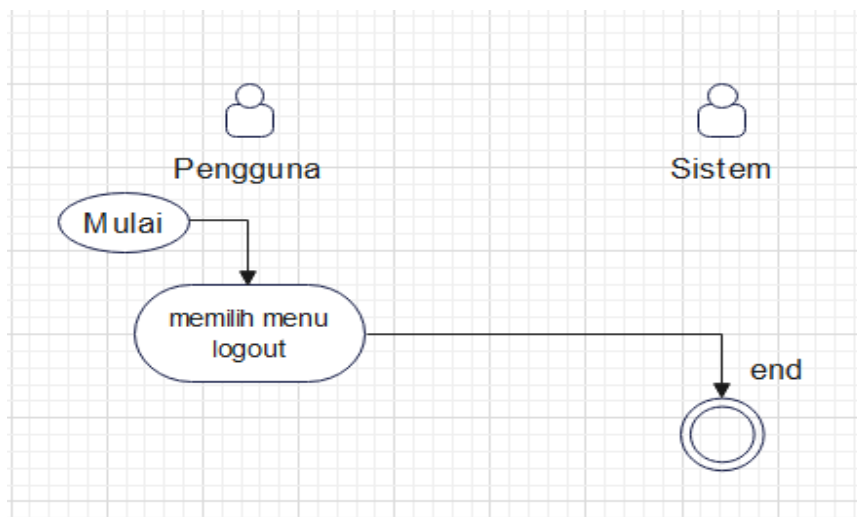 Pengguna
Sistem
Mulai
memilih menu
logout
end